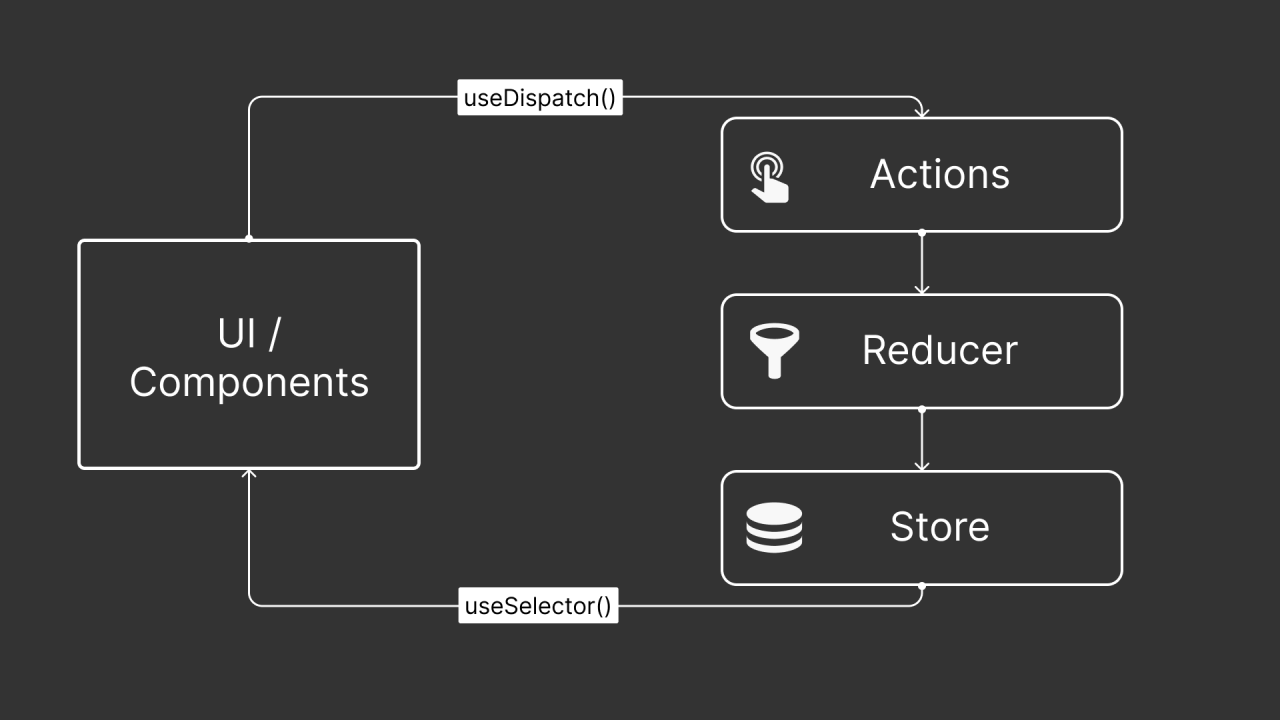 useDispatch()
Actions
UI /
Components
Reducer
Store
useSelector()